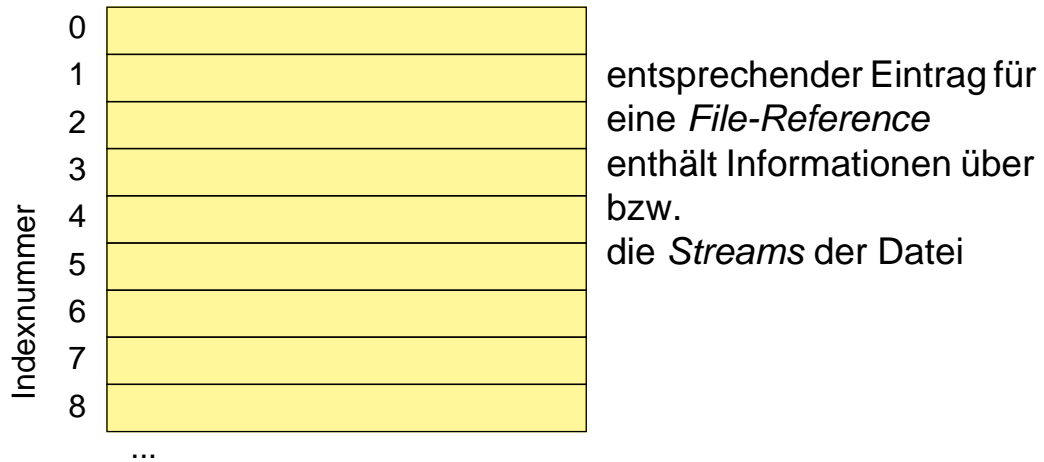 0
1
2
3
4
5
6
7
8
...
Indexnummer
entsprechender Eintrag für
eine File-Reference
enthält Informationen über
bzw.
die Streams der Datei